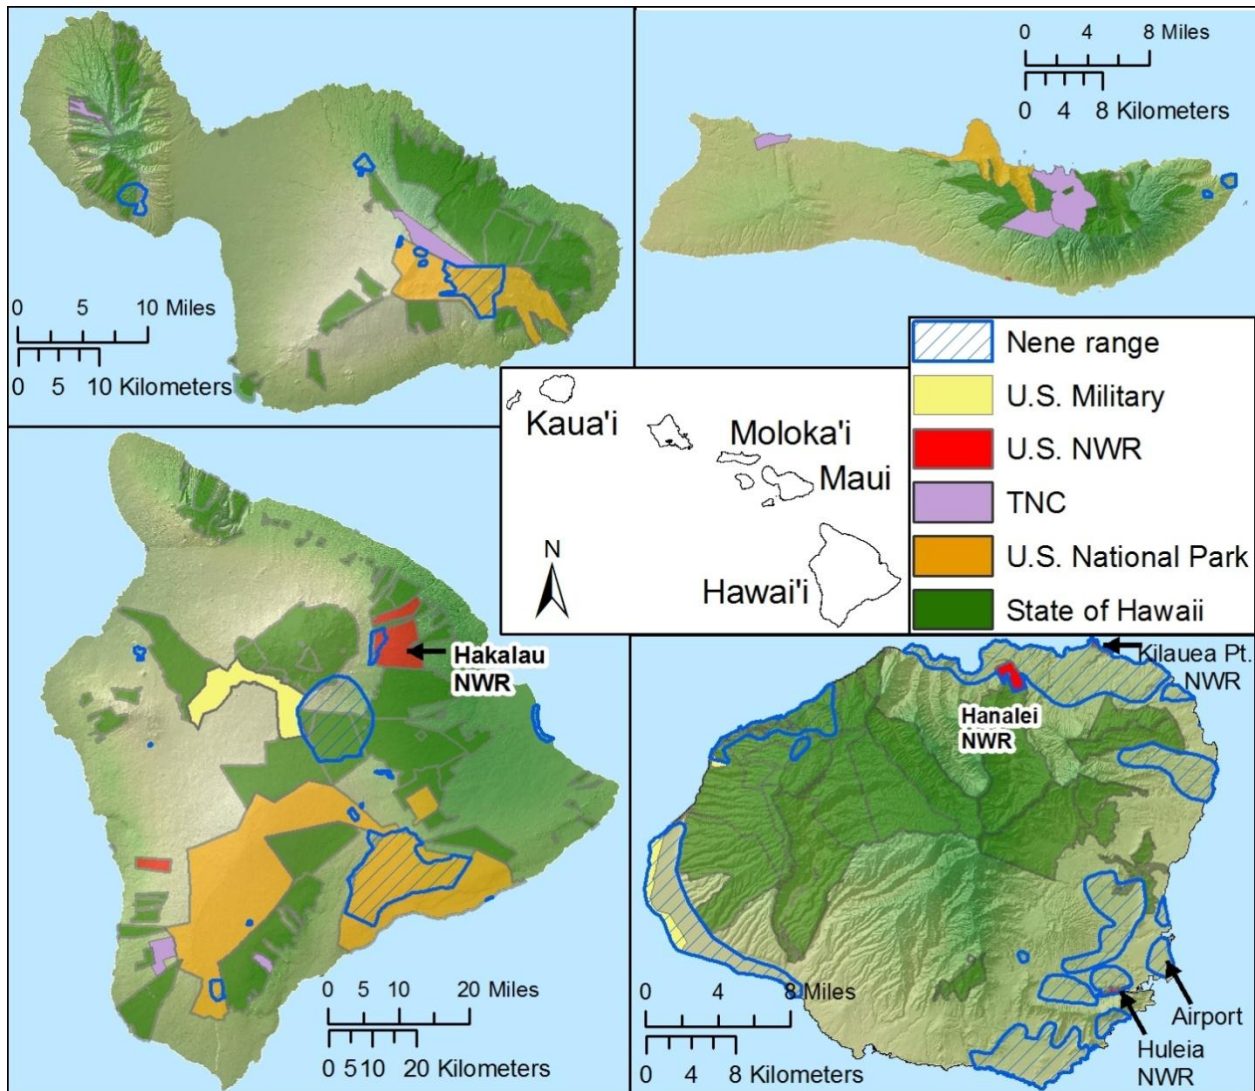 0 4 8 Miles
0 4 8 Kilometers
0 5 10 Miles
0 5 10 Kilometers
Nene range
U.S. Military
U.S. NWR
TNC
U.S. National Park
State of Hawaii
Kaua'i
Moloka'i
Maui
Hawai'i
N
Hakalau
NWR
0 5 10 20 Miles
0 5 10 20 Kilometers
Kilauea Pt.
NWR
Hanalei
NWR
Airport
Huleia
NWR
0 4 8 Miles
0 4 8 Kilometers